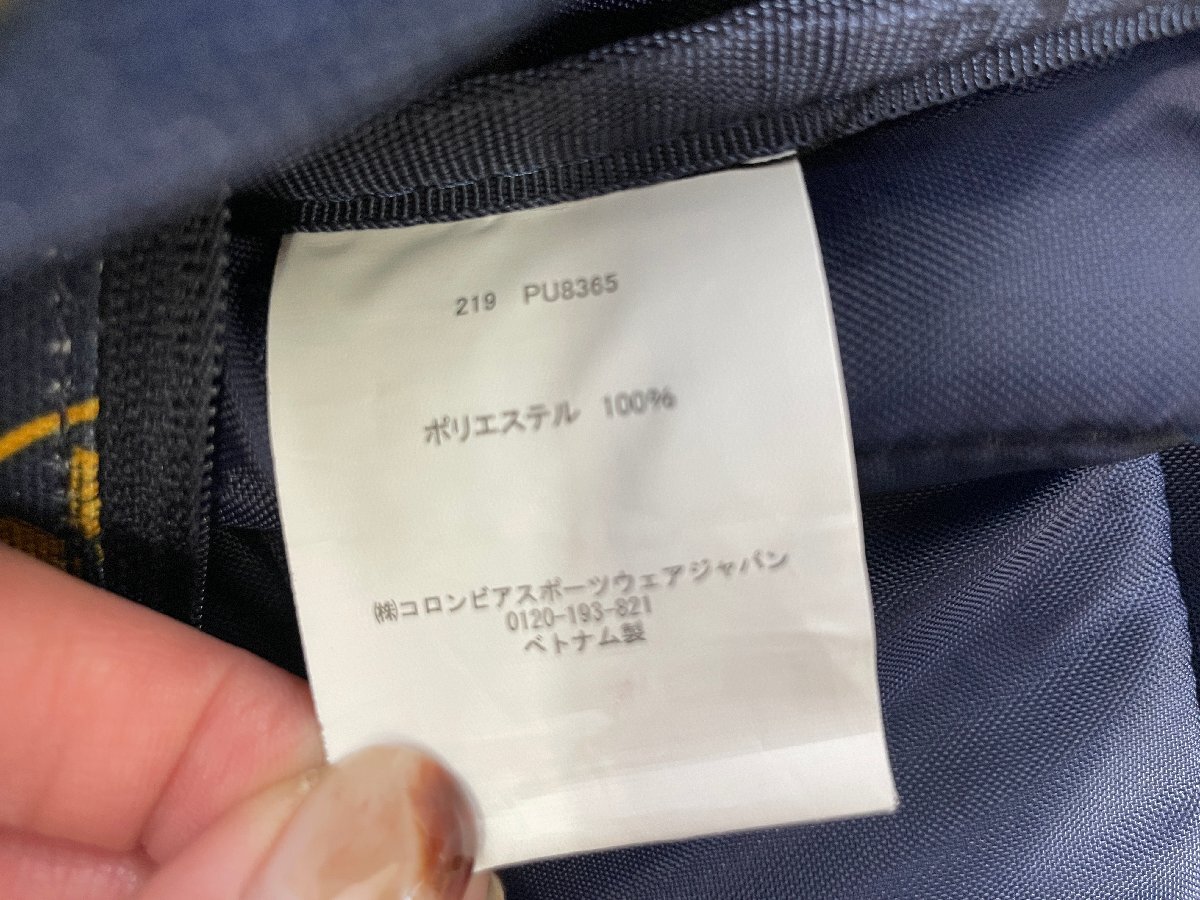 219 PU8365
ポリエステル 100%
㈱コロンビアスポーツウェアジャパン
0120-193-821
ベトナム製